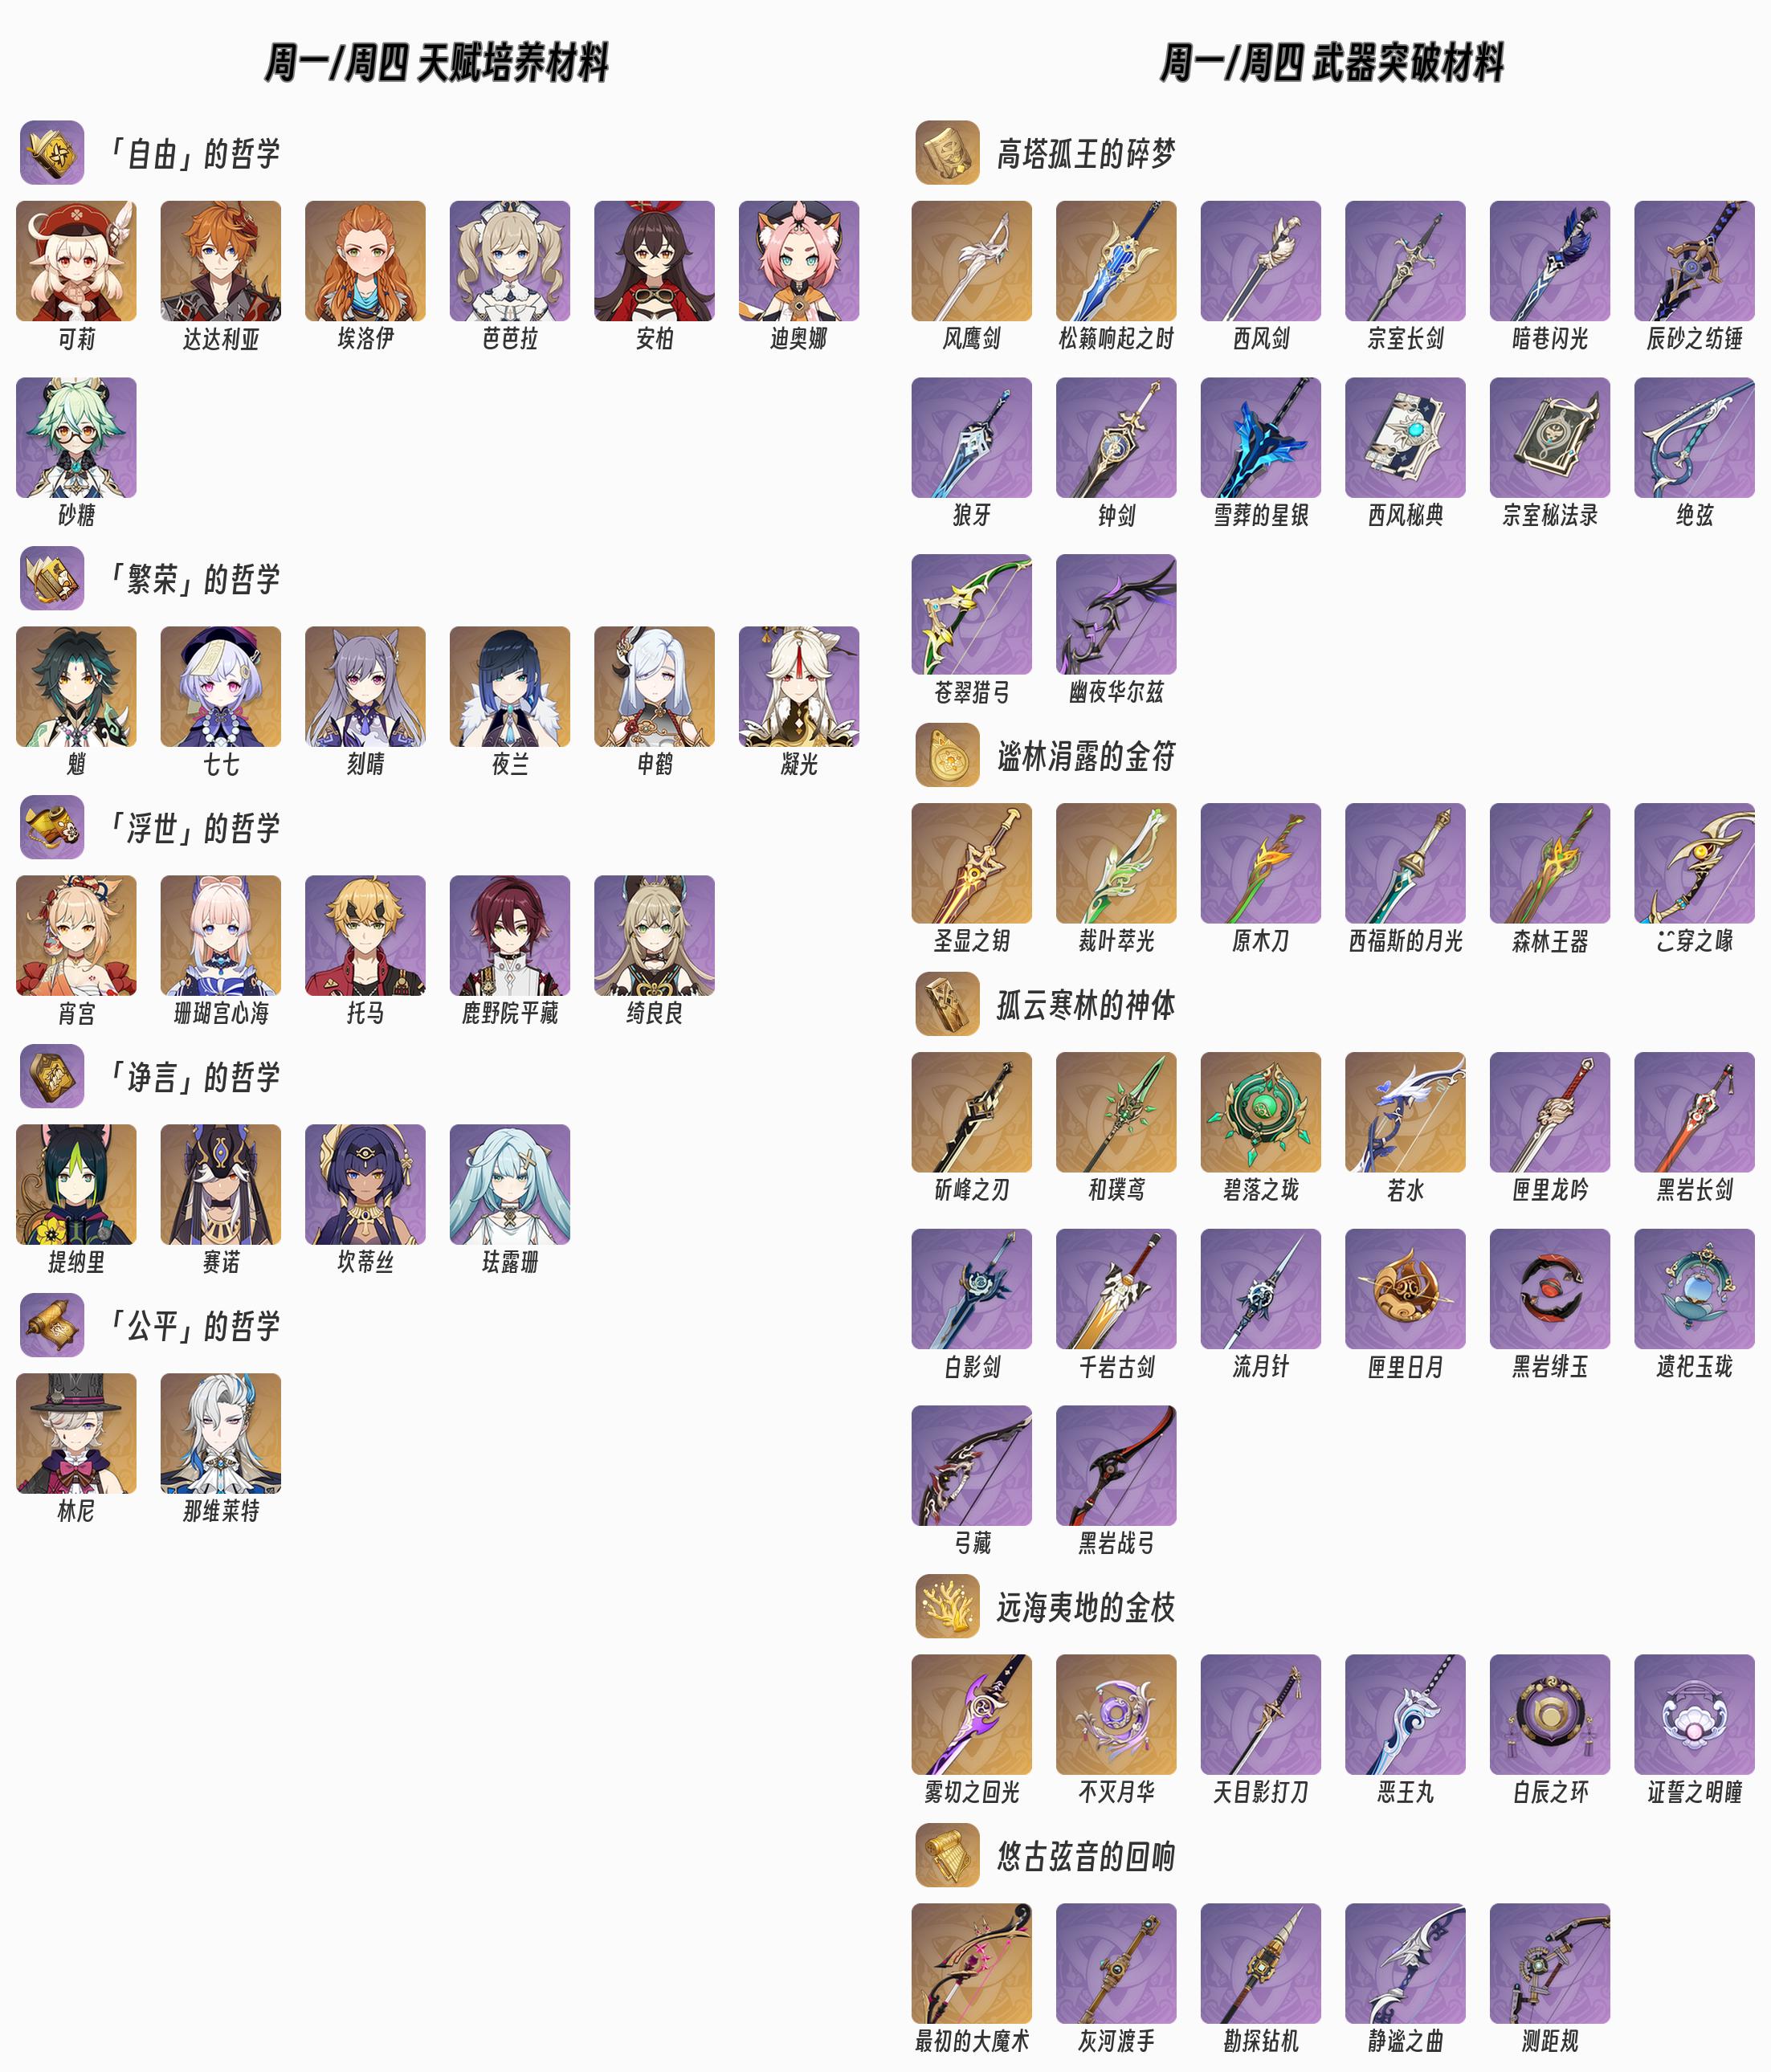 周一/周四 天赋培养材料
「自由」的哲学
可莉 达达利亚 埃洛伊 芭芭拉 安柏 迪奥娜
砂糖
「繁荣」的哲学
魈 七七 刻晴 夜兰 申鹤 凝光
「浮世」的哲学
宵宫 珊瑚宫心海 托马 鹿野院平藏 绮良良
「诤言」的哲学
提纳里 赛诺 坎蒂丝 珐露珊
「公平」的哲学
林尼 那维莱特
周一/周四 武器突破材料
高塔孤王的碎梦
风鹰剑 松籁响起之时 西风剑 宗室长剑 暗巷闪光 辰砂之纺锤
狼牙 钟剑 雪葬的星银 西风秘典 宗室秘法录 绝弦
苍翠猎弓 幽夜华尔兹
谧林涓露的金符
圣显之钥 裁叶萃光 原木刀 西福斯的月光 森林王器 穿之喙
孤云寒林的神体
斫峰之刃 和璞鸢 碧落之珑 若水 匣里龙吟 黑岩长剑
白影剑 千岩古剑 流月针 匣里日月 黑岩绯玉 遗祀玉珑
弓藏 黑岩战弓
远海夷地的金枝
雾切之回光 不灭月华 天目影打刀 恶王丸 白辰之环 证誓之明瞳
悠古弦音的回响
最初的大魔术 灰河渡手 勘探钻机 静谧之曲 测距规